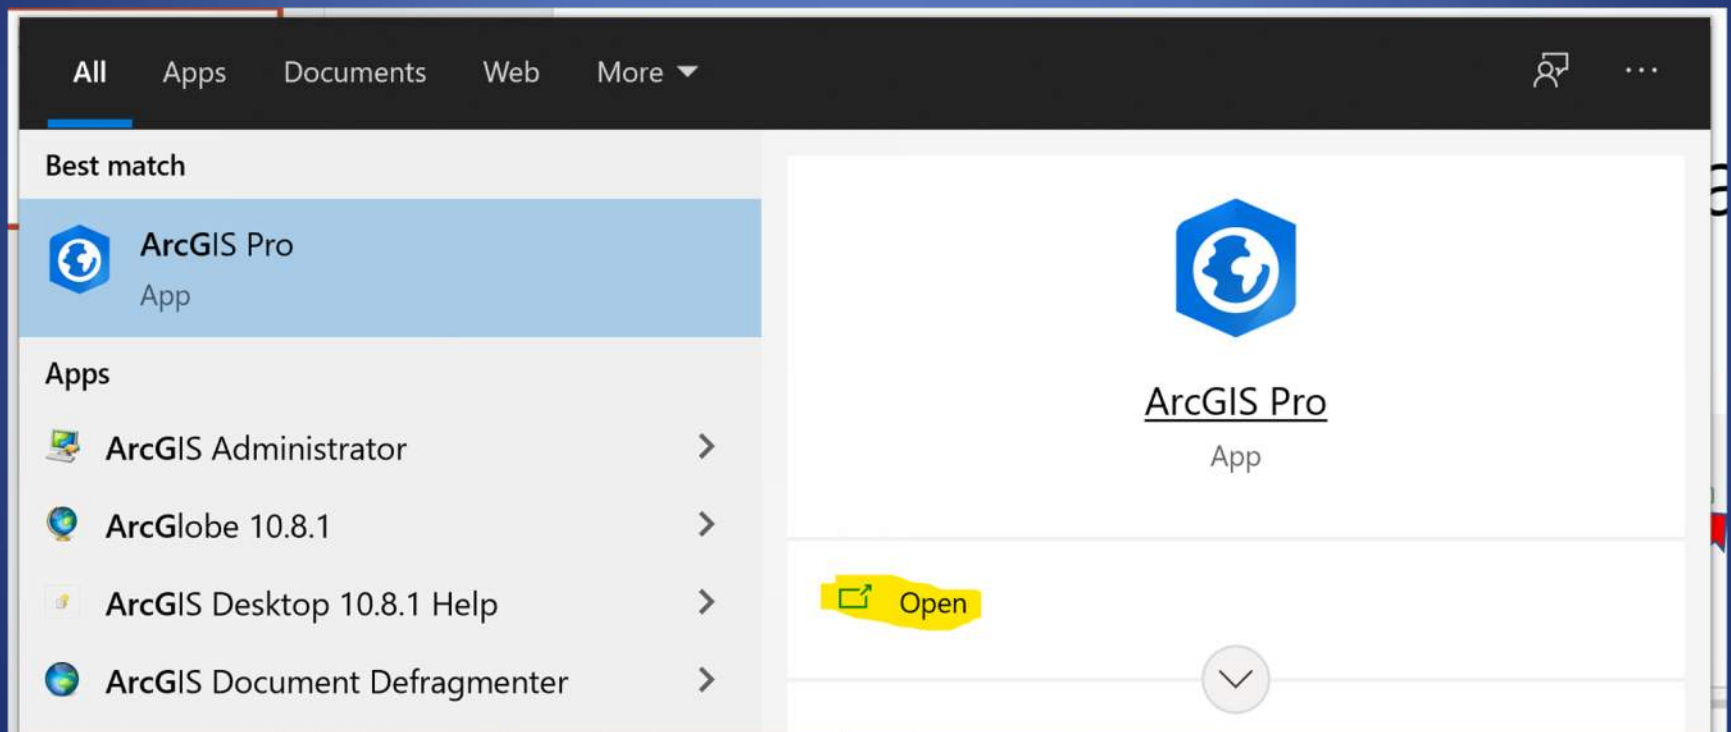 All Apps Documents Web More
Best match
ArcGIS Pro
App
Apps
ArcGIS Administrator
ArcGlobe 10.8.1
ArcGIS Desktop 10.8.1 Help
ArcGIS Document Defragmenter
ArcGIS Pro
App
Open